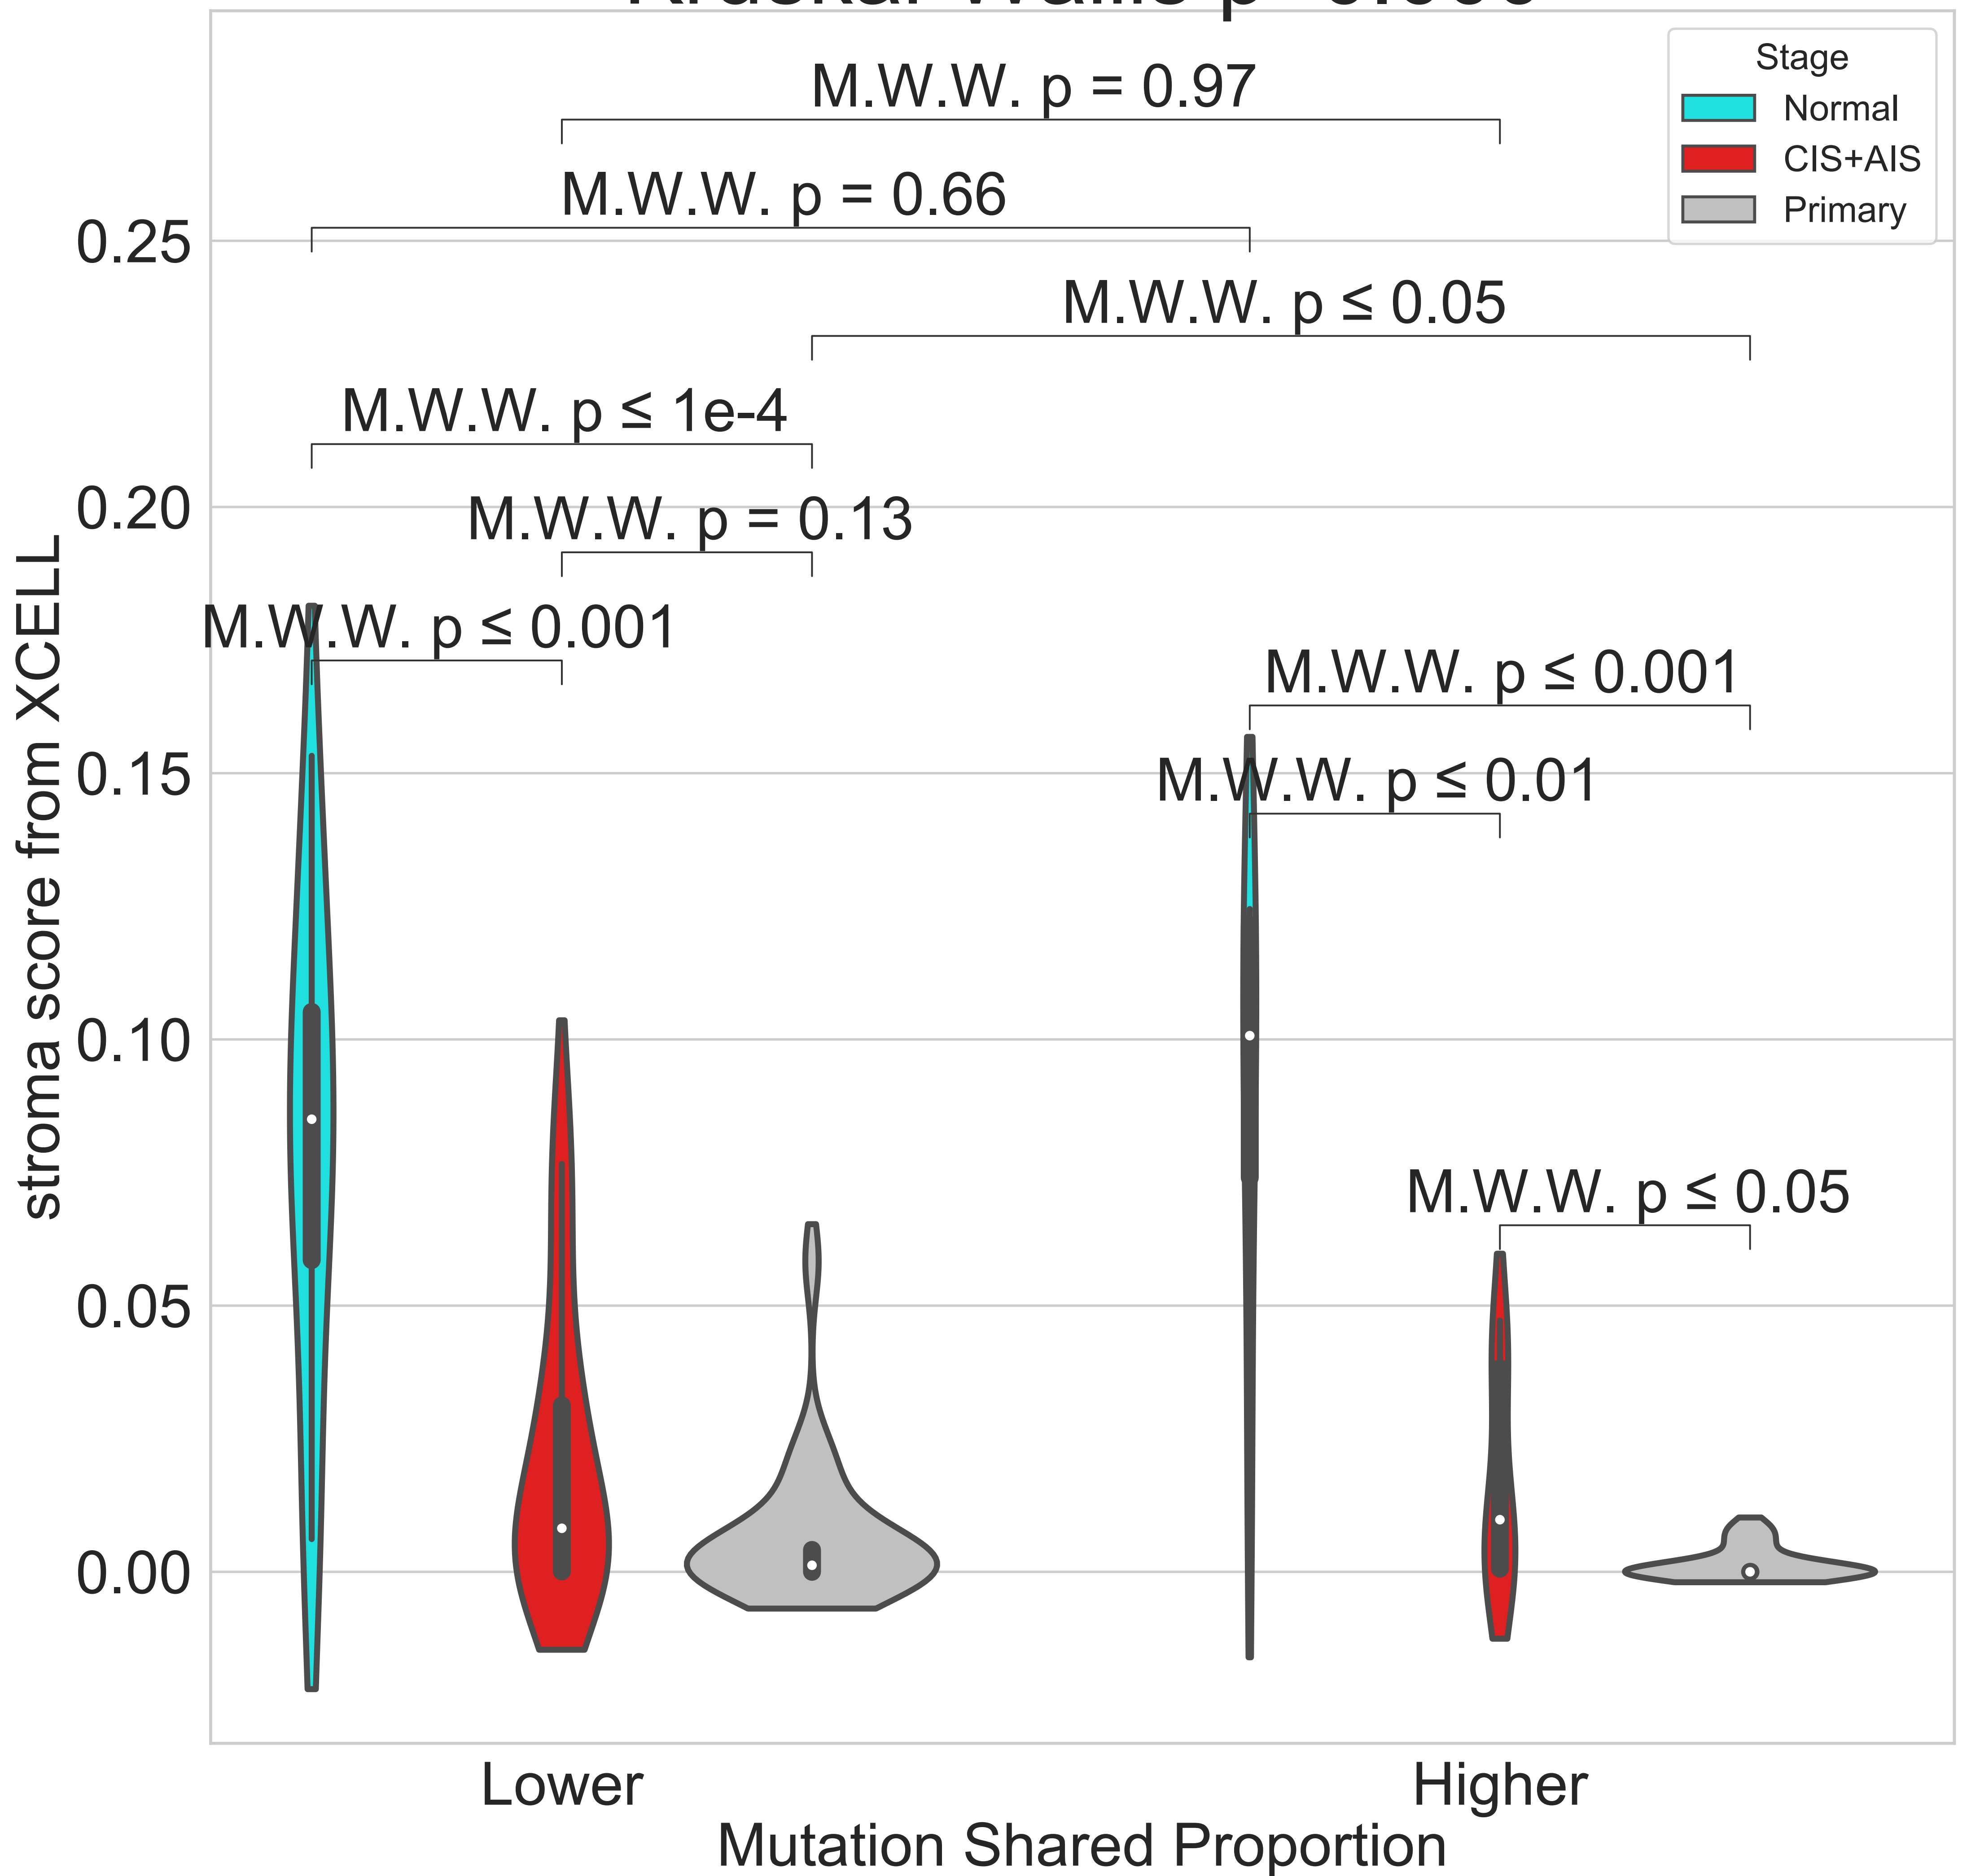 Stage
Normal
CIS+AIS
Primary
M.W.W. p = 0.97
M.W.W. p = 0.66
M.W.W. p ≤ 0.05
M.W.W. p ≤ 1e-4
M.W.W. p = 0.13
M.W.W. p ≤ 0.001
M.W.W. p ≤ 0.001
M.W.W. p ≤ 0.01
M.W.W. p ≤ 0.05
0.25
0.20
0.15
0.10
0.05
0.00
stroma score from XCELL
Lower
Higher
Mutation Shared Proportion